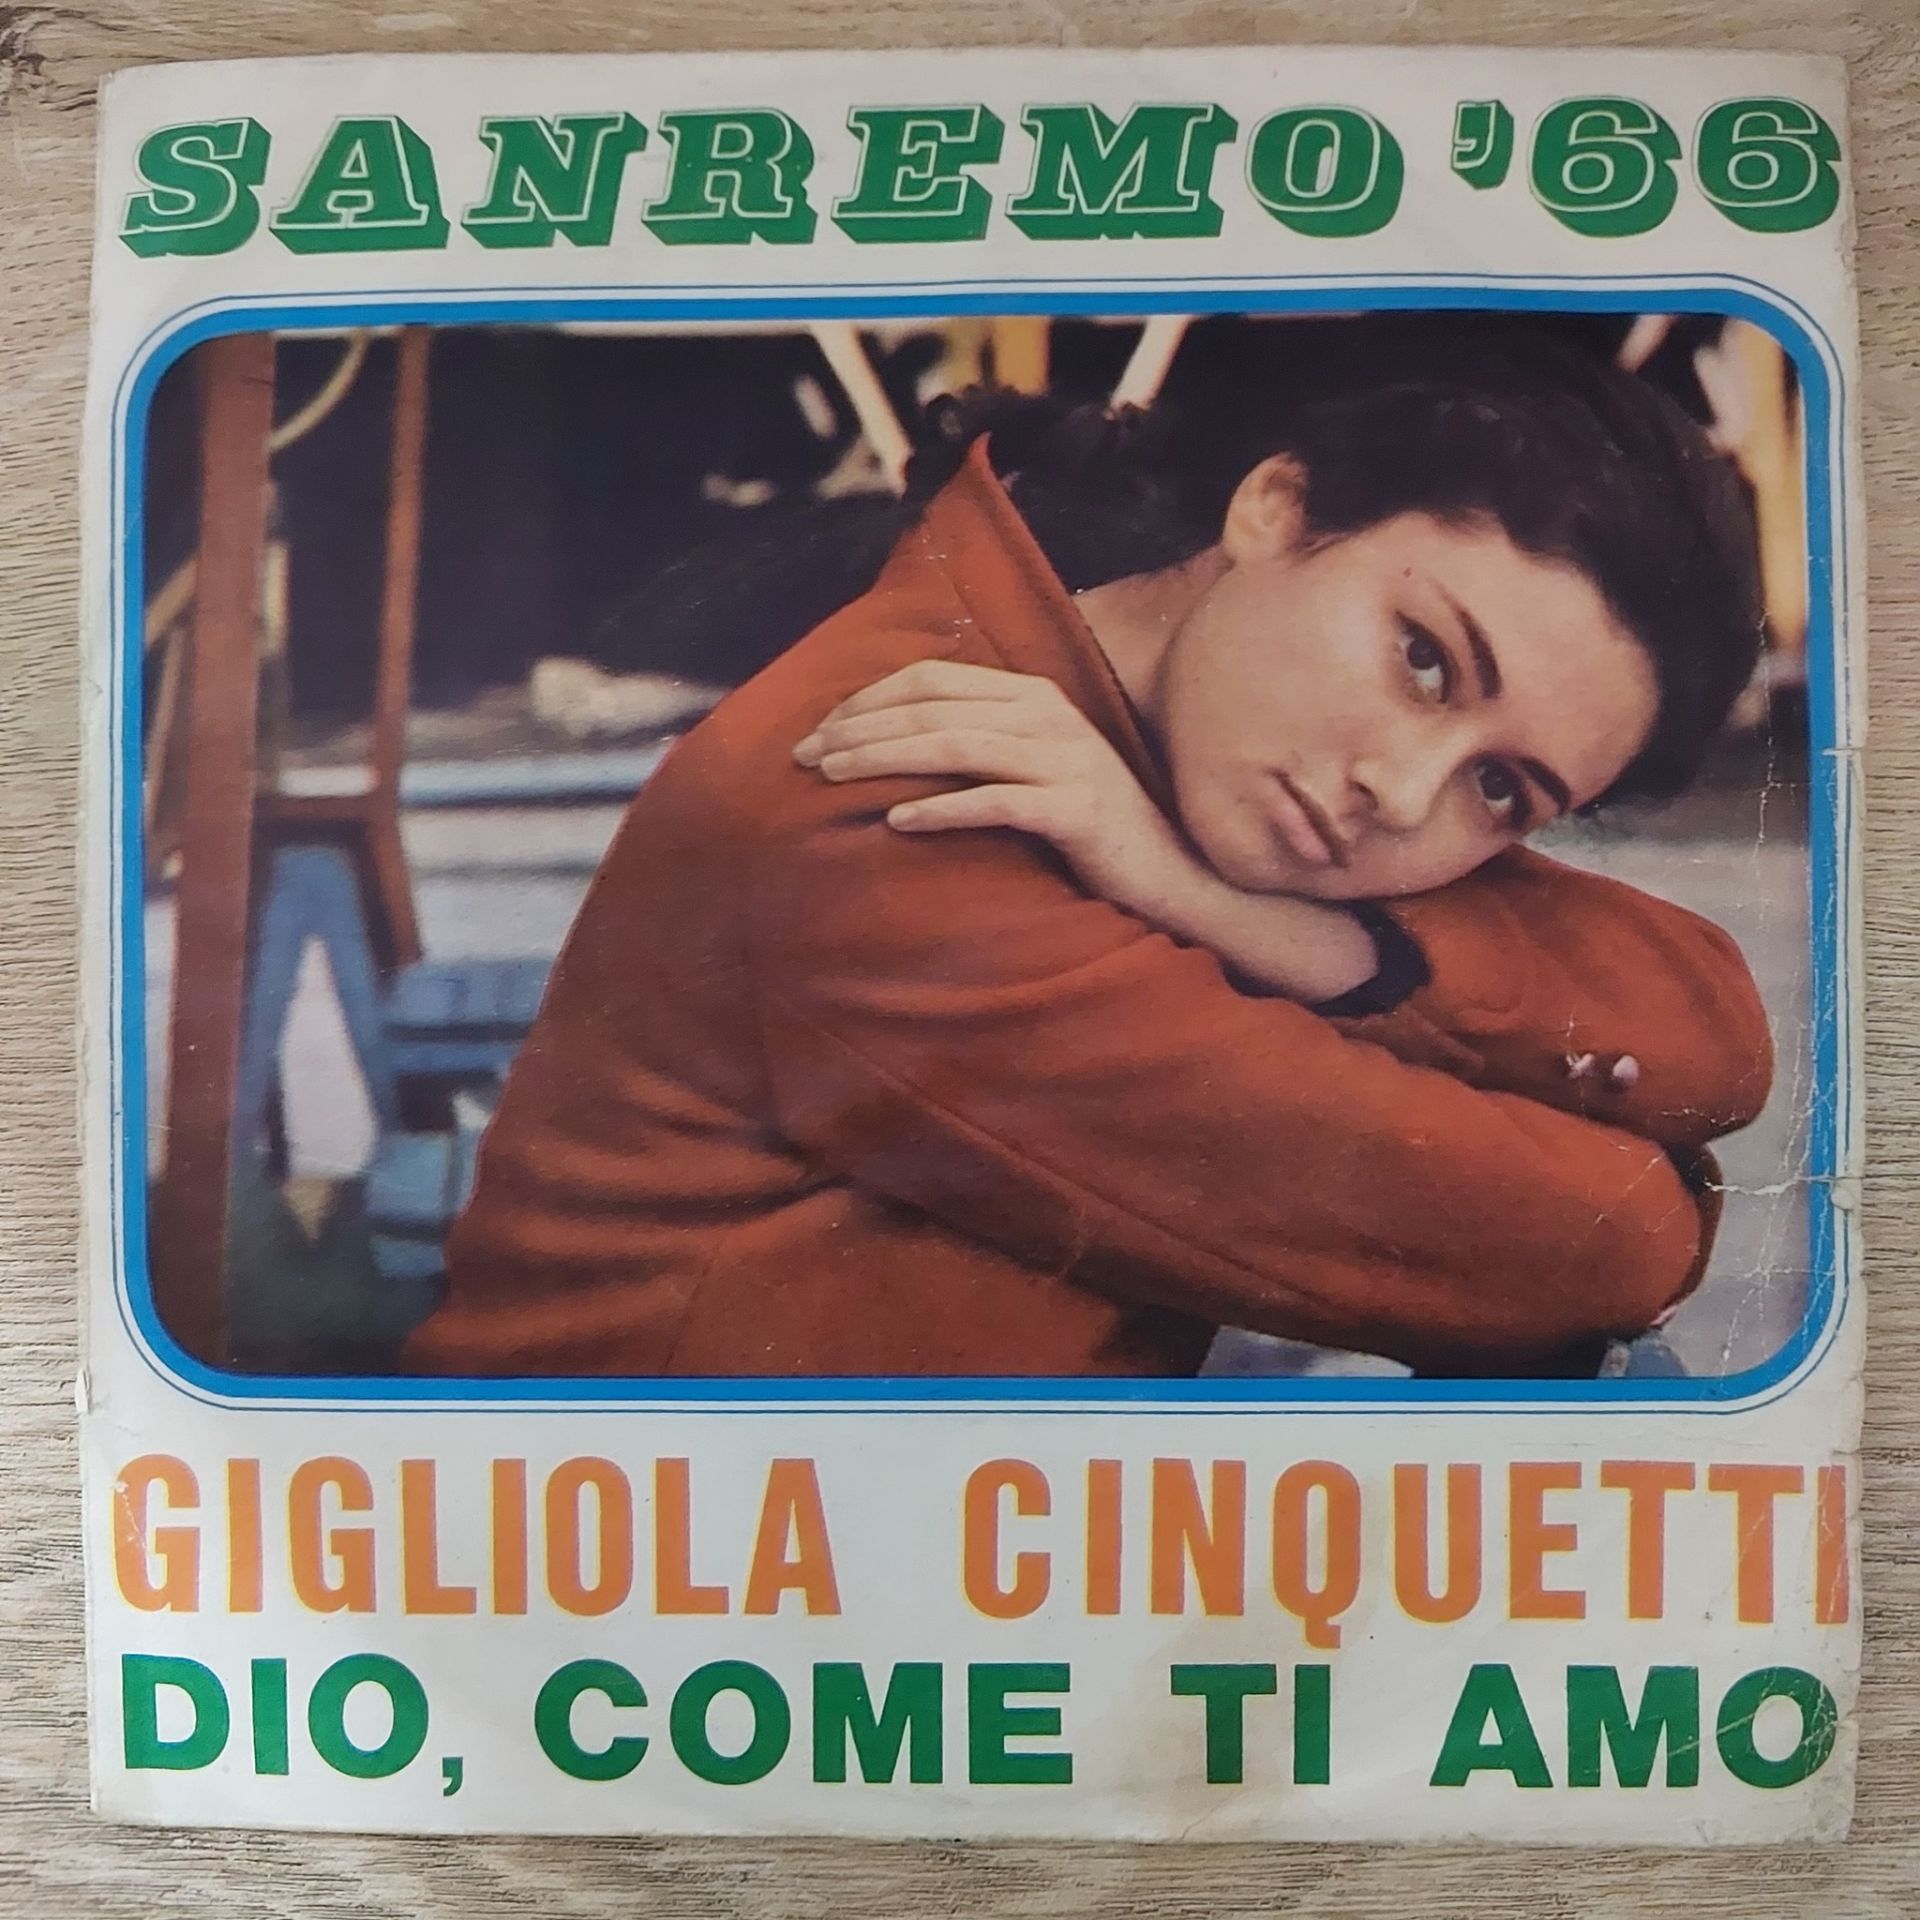 SANREMO '66
GIGLIOLA CINQUETTI
DIO, COME TI AMO